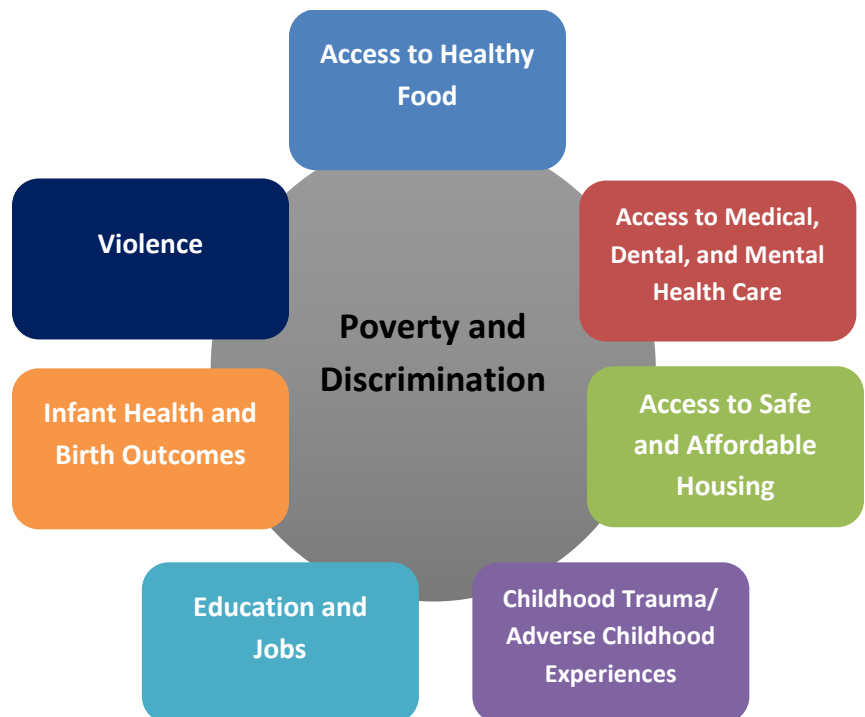 Access to Healthy
Food
Access to Medical,
Dental, and Mental
Health Care
Access to Safe
and Affordable
Housing
Childhood Trauma/
Adverse Childhood
Experiences
Education and
Jobs
Infant Health and
Birth Outcomes
Violence
Poverty and
Discrimination